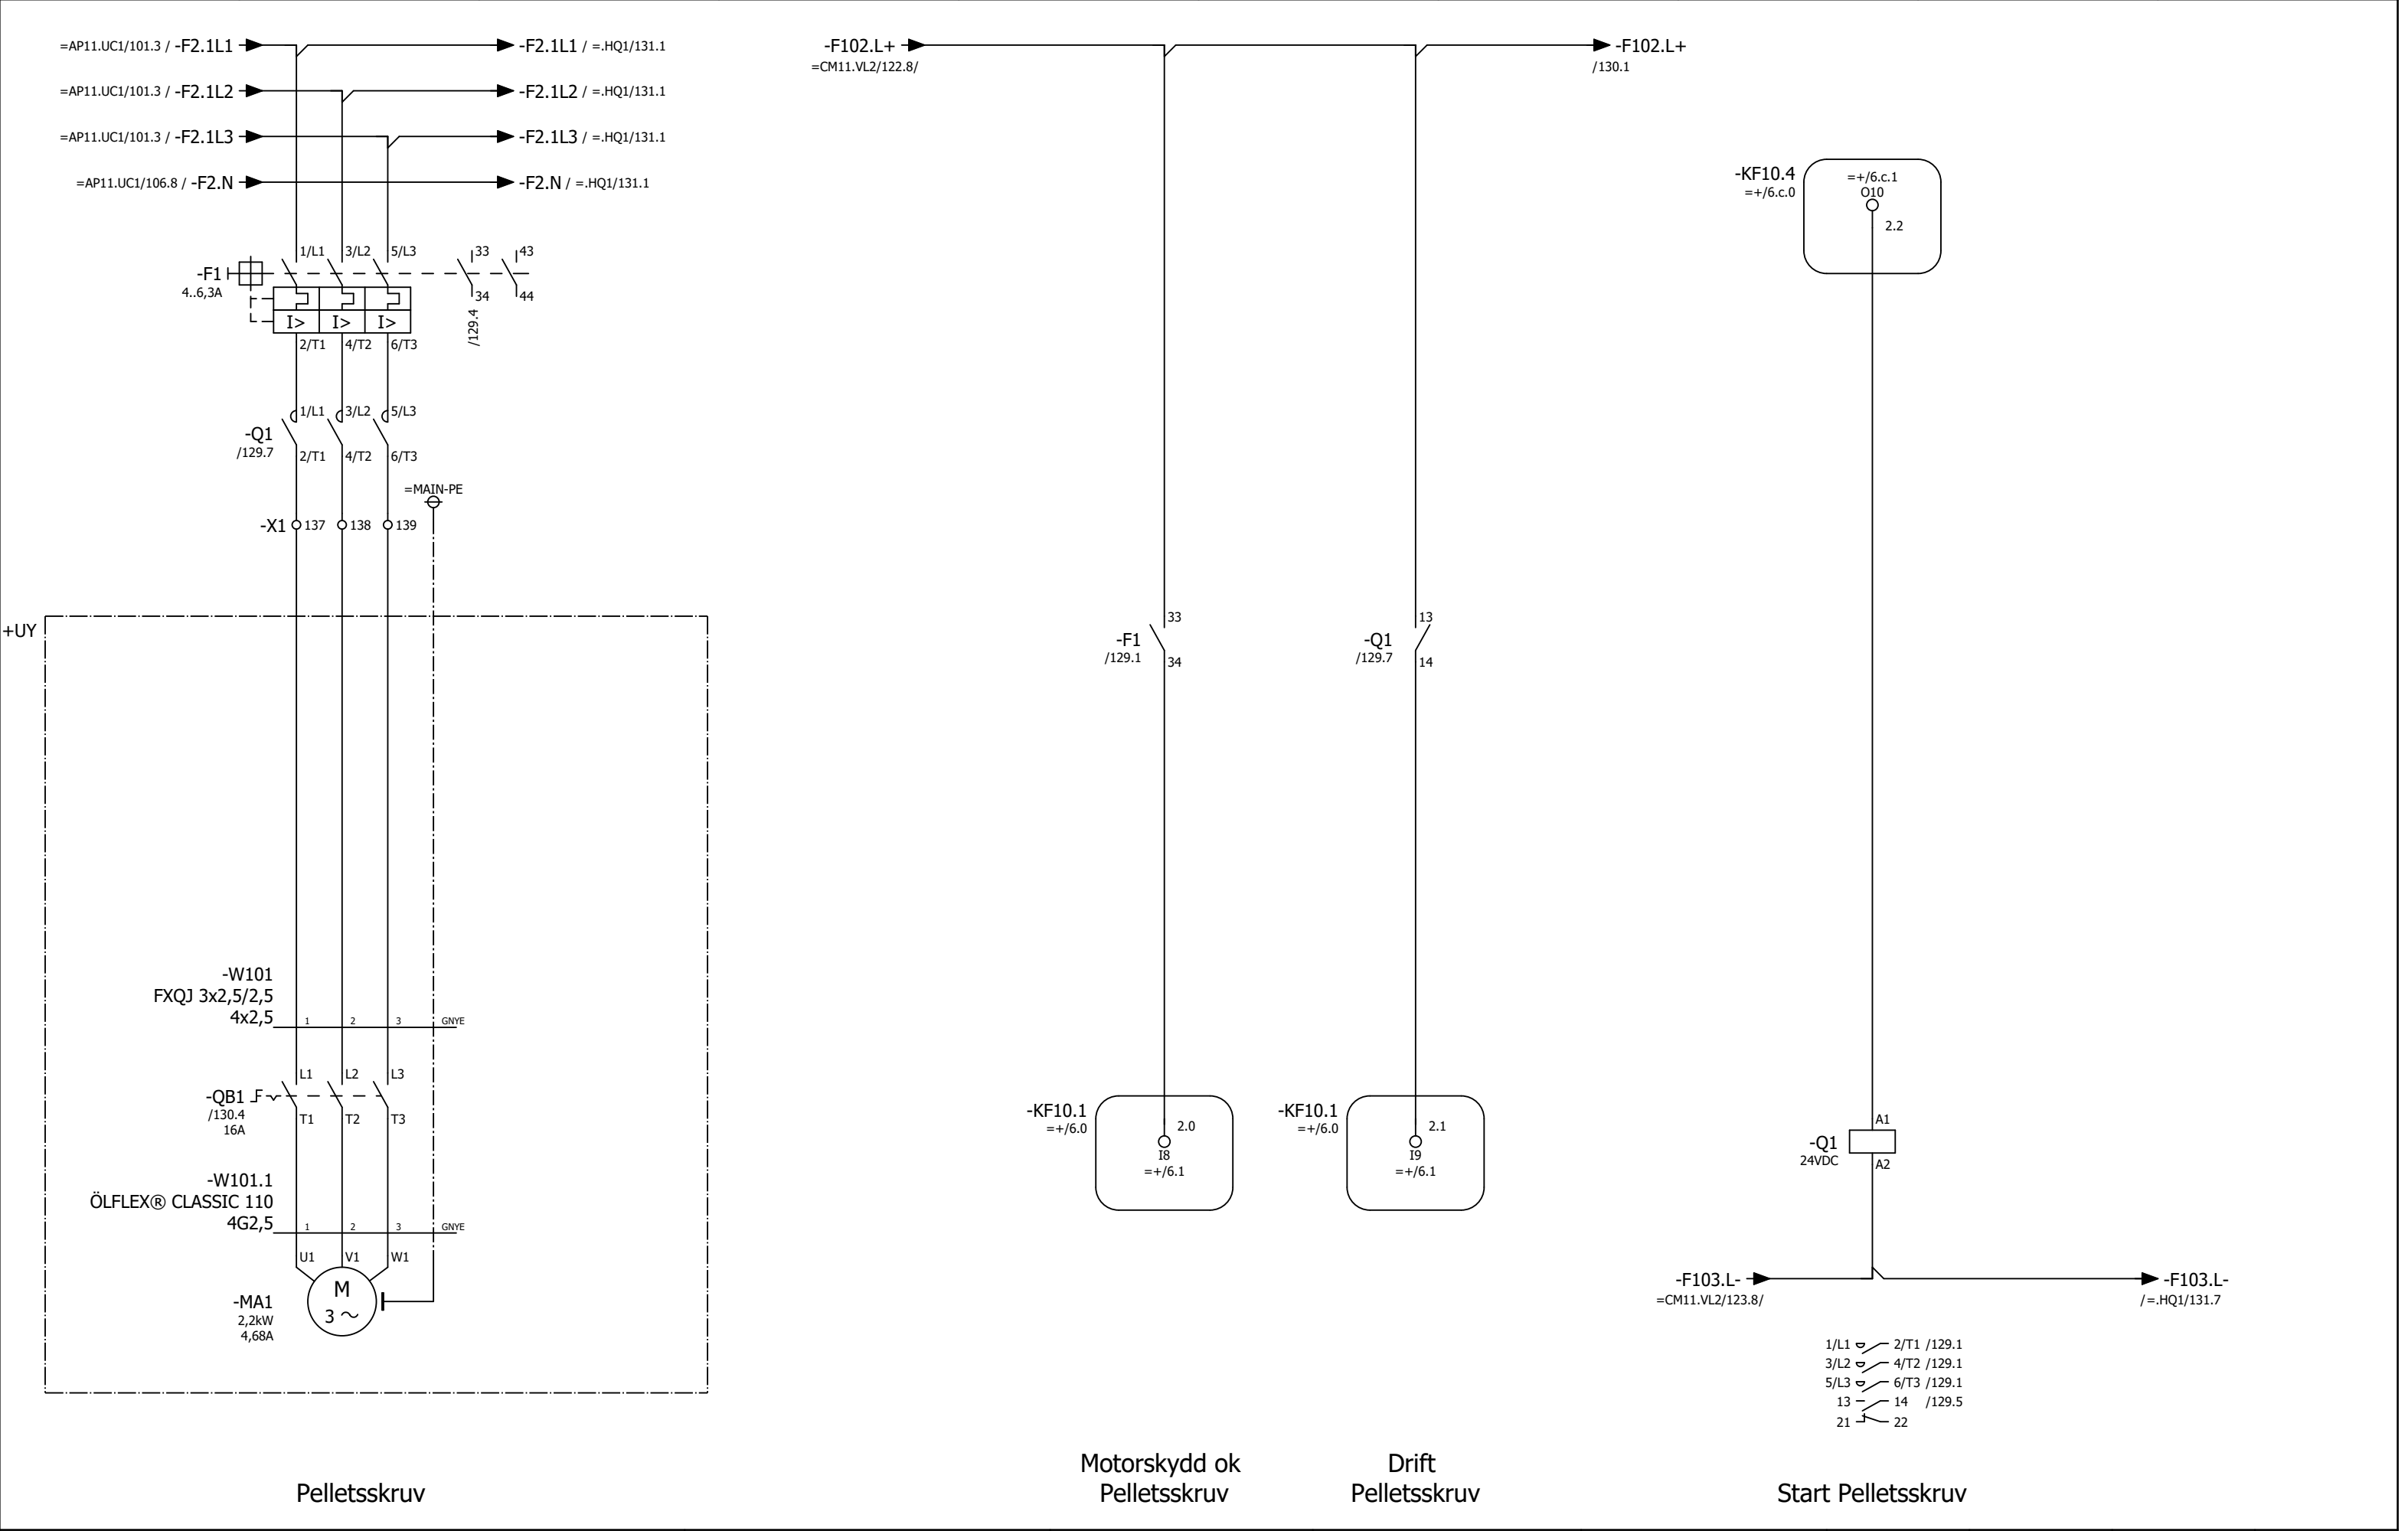 =AP11.UC1/101.3 / -F2.1L1
-F2.1L1 / =.HQ1/131.1
=AP11.UC1/101.3 / -F2.1L2
-F2.1L2 / =.HQ1/131.1
=AP11.UC1/101.3 / -F2.1L3
-F2.1L3 / =.HQ1/131.1
=AP11.UC1/106.8 / -F2.N
-F2.N / =.HQ1/131.1
-F1
4..6,3A
1/L1 3/L2 5/L3 33 43
I> I> I>
34 44
/129.4
2/T1 4/T2 6/T3
1/L1 3/L2 5/L3
-Q1
/129.7
2/T1 4/T2 6/T3
=MAIN-PE
-X1 137 138 139
+UY
-W101
FXQJ 3x2,5/2,5
4x2,5
1 2 3 GNYE
L1 L2 L3
-QB1
/130.4
16A
T1 T2 T3
-W101.1
ÖLFLEX® CLASSIC 110
4G2,5
1 2 3 GNYE
U1 V1 W1
M
3 ~
-MA1
2,2kW
4,68A
Pelletsskruv
-F102.L+
=CM11.VL2/122.8/
-F102.L+
/130.1
33
-F1
/129.1
34
13
-Q1
/129.7
14
-KF10.1
=+/6.0
2.0
I8
=+/6.1
-KF10.1
=+/6.0
2.1
I9
=+/6.1
Motorskydd ok
Pelletsskruv
Drift
Pelletsskruv
-KF10.4
=+/6.c.0
=+/6.c.1
O10
2.2
A1
-Q1
24VDC
A2
-F103.L-
=CM11.VL2/123.8/
-F103.L-
/=.HQ1/131.7
1/L1 2/T1 /129.1
3/L2 4/T2 /129.1
5/L3 6/T3 /129.1
13 14 /129.5
21 22
Start Pelletsskruv